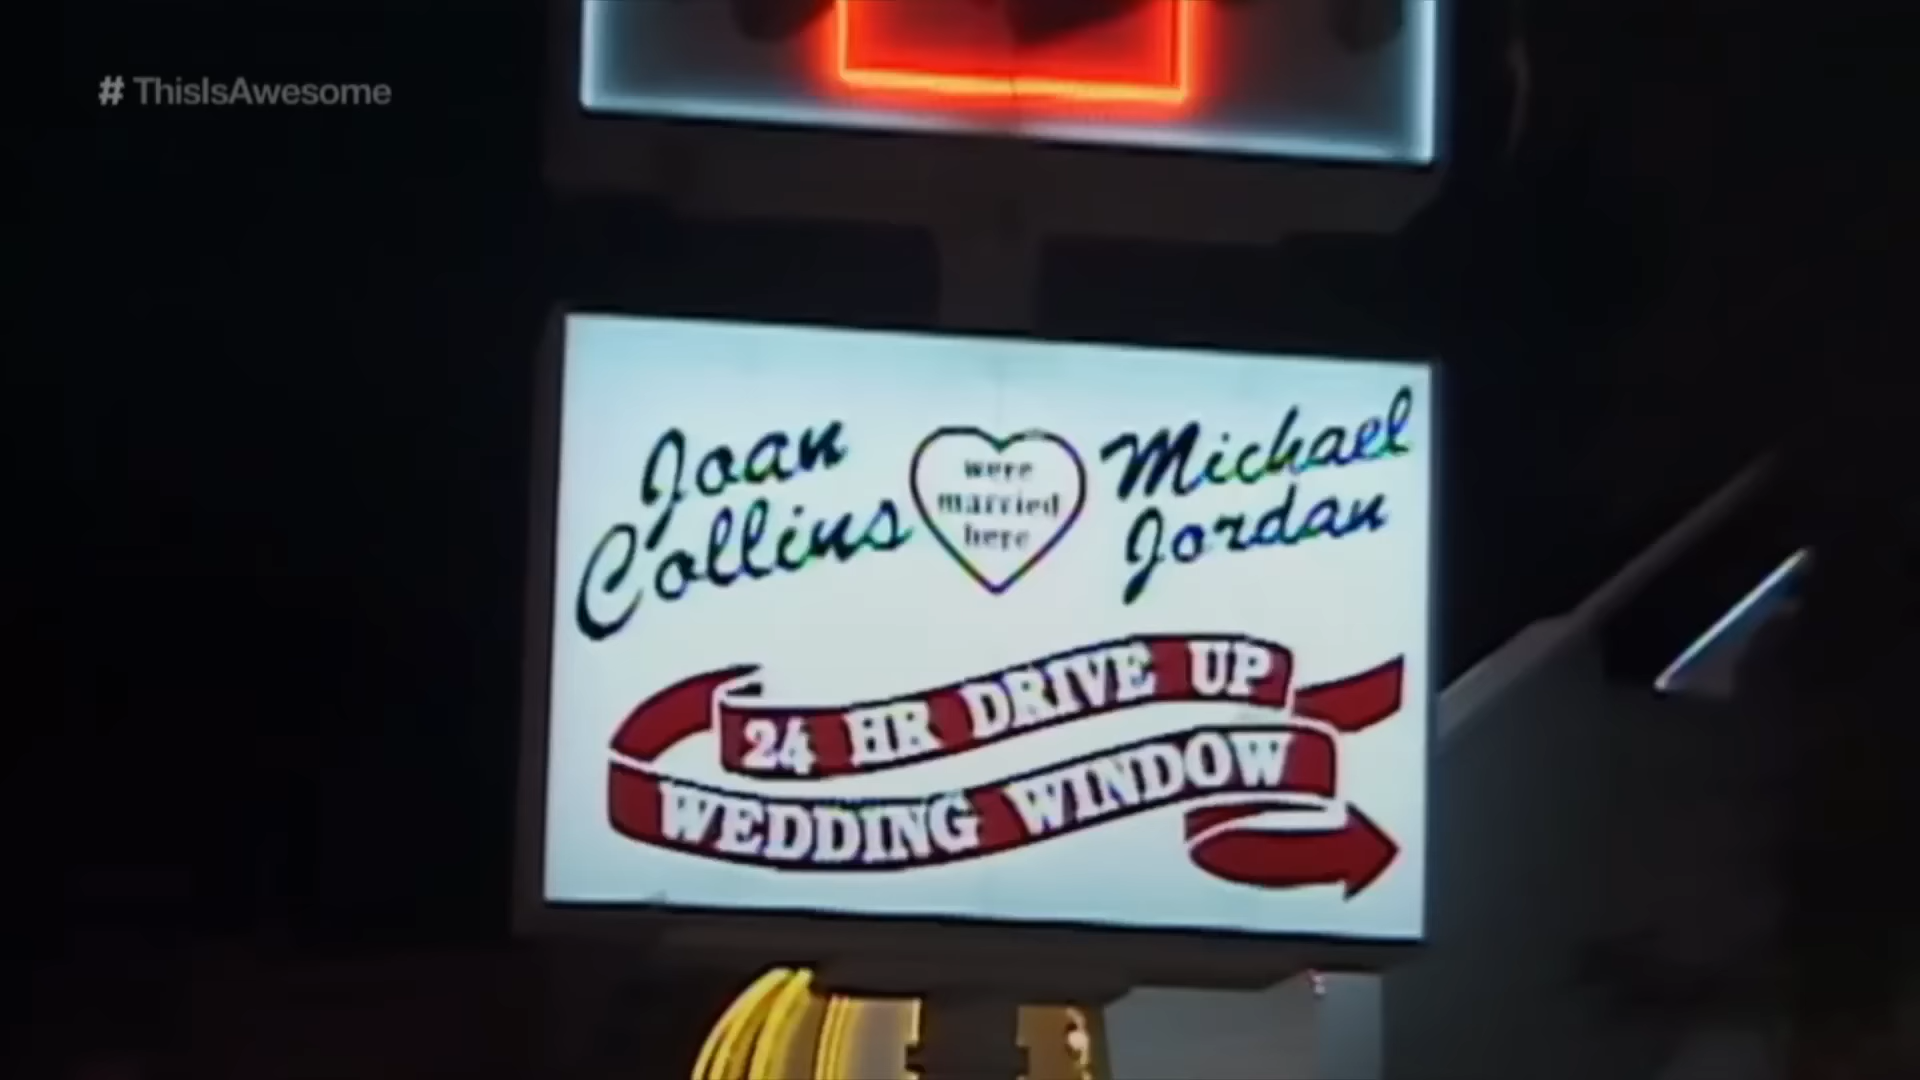 # ThisIsAwesome
Joan
Collins
were
married
here
Michael
Jordan
24 HR DRIVE UP
WEDDING WINDOW